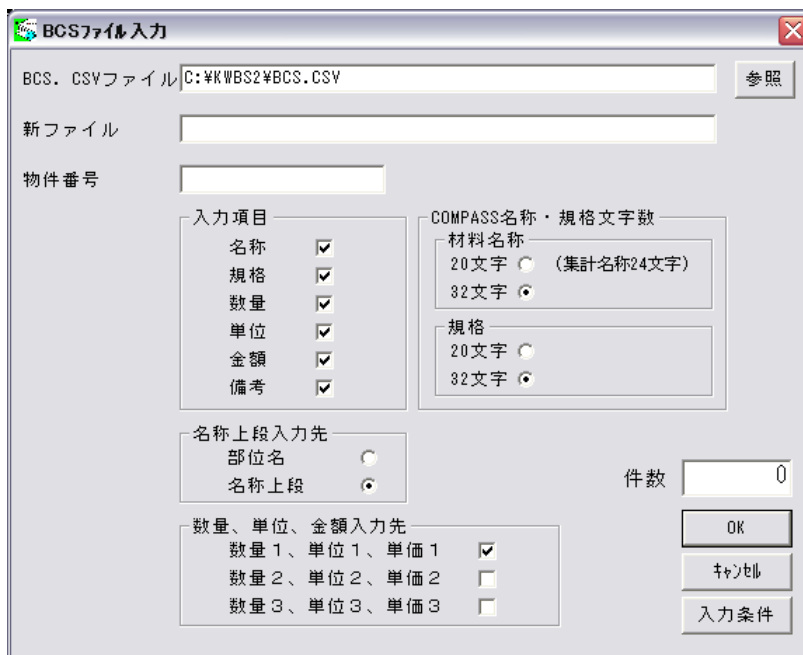 BCSﾌｧｲﾙ入力
BCS. CSVファイル C:¥KWBS2¥BCS.CSV 参照
新ファイル
物件番号
入力項目
名称
規格
数量
単位
金額
備考
COMPASS名称・規格文字数
材料名称
20文字 (集計名称24文字)
32文字
規格
20文字
32文字
名称上段入力先
部位名
名称上段
件数 0
数量、単位、金額入力先
数量1、単位1、単価1
数量2、単位2、単価2
数量3、単位3、単価3
OK
ｷｬﾝｾﾙ
入力条件